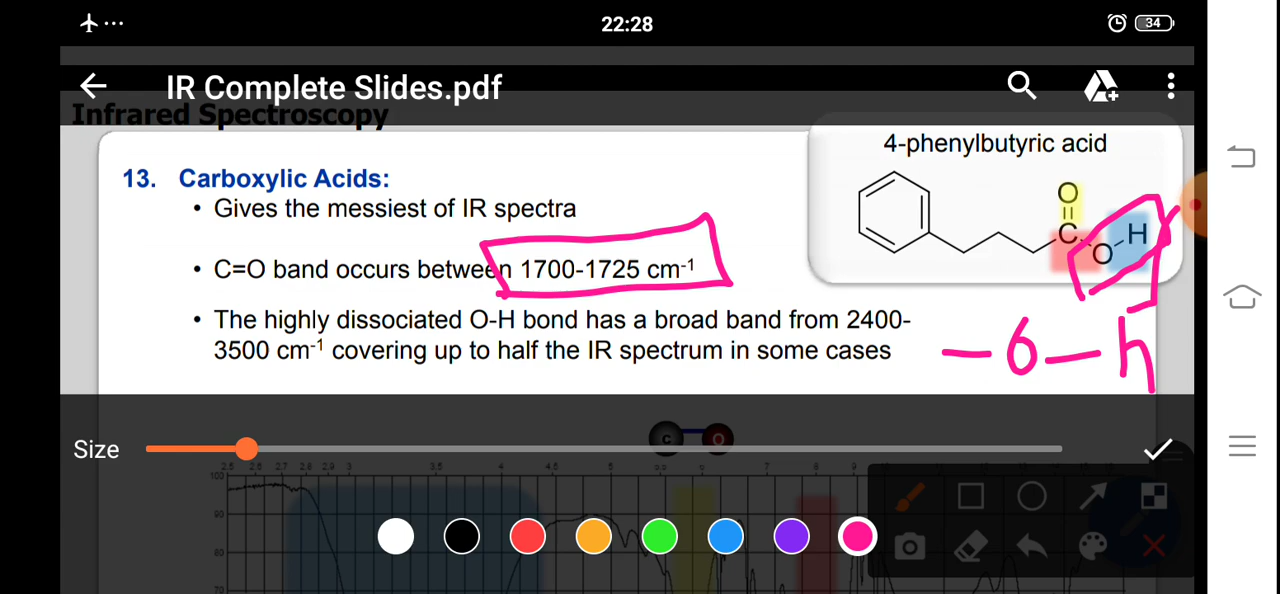 22:28
34
IR Complete Slides.pdf
Infrared Spectroscopy
4-phenylbutyric acid
13. Carboxylic Acids:
• Gives the messiest of IR spectra
O
C
O
H
• C=O band occurs between 1700-1725 cm-1
• The highly dissociated O-H bond has a broad band from 2400-
3500 cm-1 covering up to half the IR spectrum in some cases
-O-H
Size
C O
2.5 2.6 2.7 2.8 2.9 3 3.5 4 4.5 5 5.5 6 7 8 9
100
90
80
70